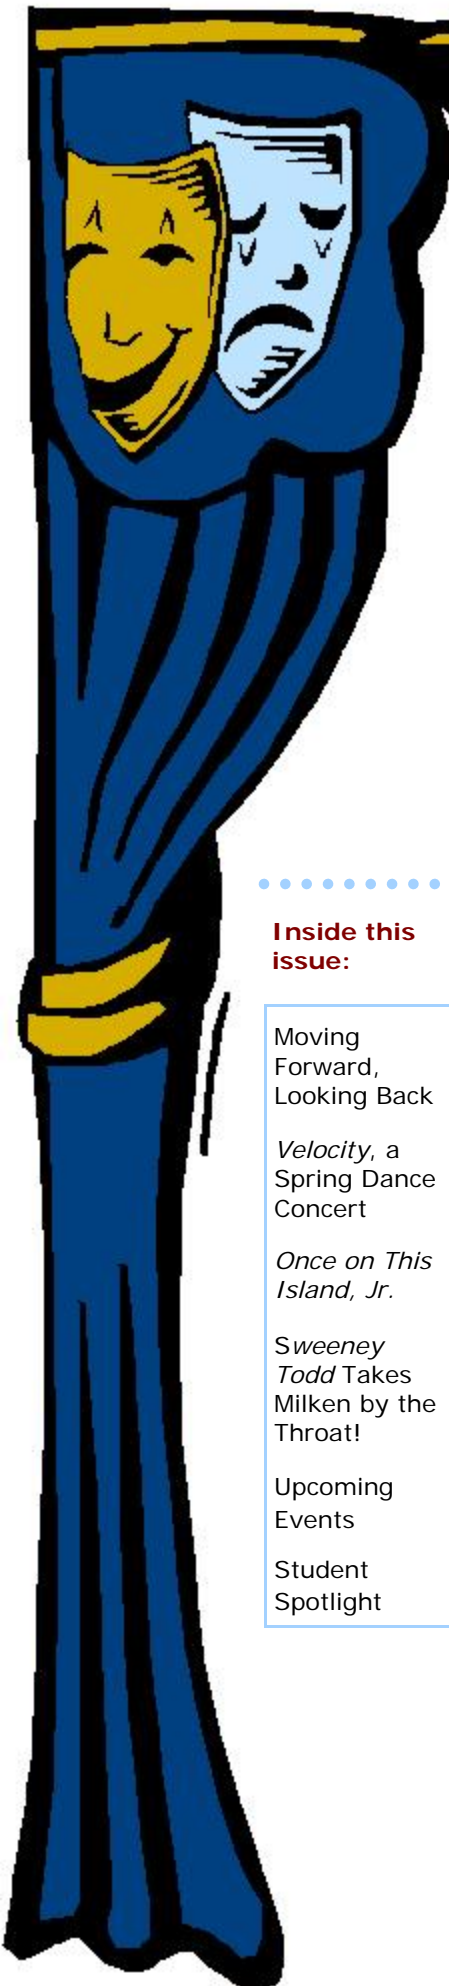 Inside this
issue:
Moving
Forward,
Looking Back
Velocity, a
Spring Dance
Concert
Once on This
Island, Jr.
Sweeney
Todd Takes
Milken by the
Throat!
Upcoming
Events
Student
Spotlight